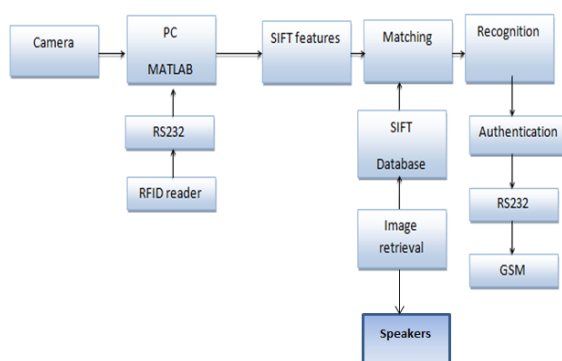 Camera
PC
MATLAB
SIFT features
Matching
Recognition
RS232
RFID reader
SIFT
Database
Image
retrieval
Speakers
Authentication
RS232
GSM